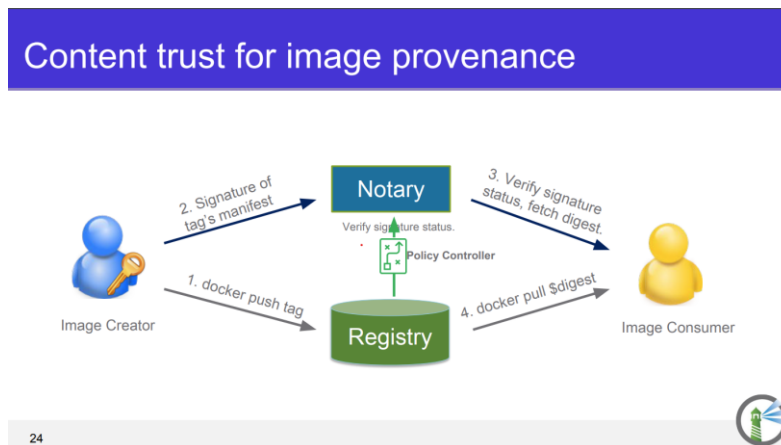 Content trust for image provenance
2. Signature of
tag's manifest
Notary
3. Verify signature
status, fetch digest.
Verify signature status.
Policy Controller
1. docker push tag
4. docker pull $digest
Image Creator
Registry
Image Consumer
24